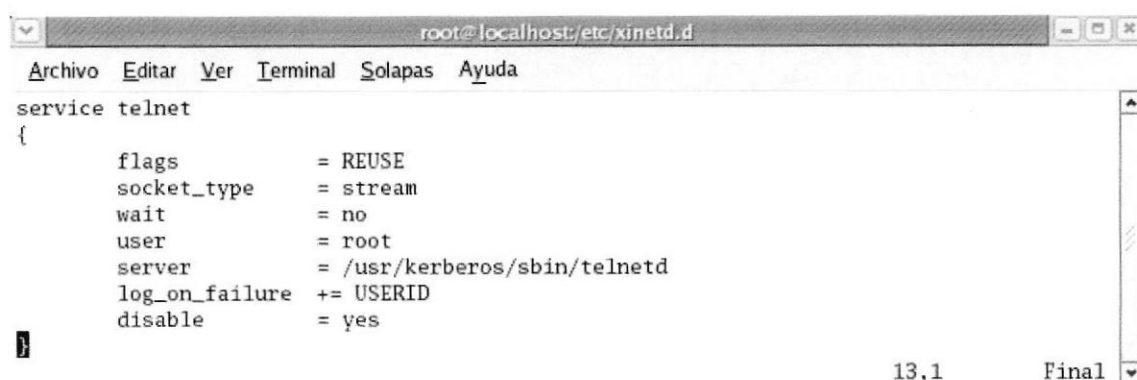 root@localhost:/etc/xinetd.d
Archivo Editar Ver Terminal Solapas Ayuda
service telnet
{
        flags           = REUSE
        socket_type     = stream
        wait            = no
        user            = root
        server          = /usr/kerberos/sbin/telnetd
        log_on_failure  += USERID
        disable         = yes
}
13,1 Final